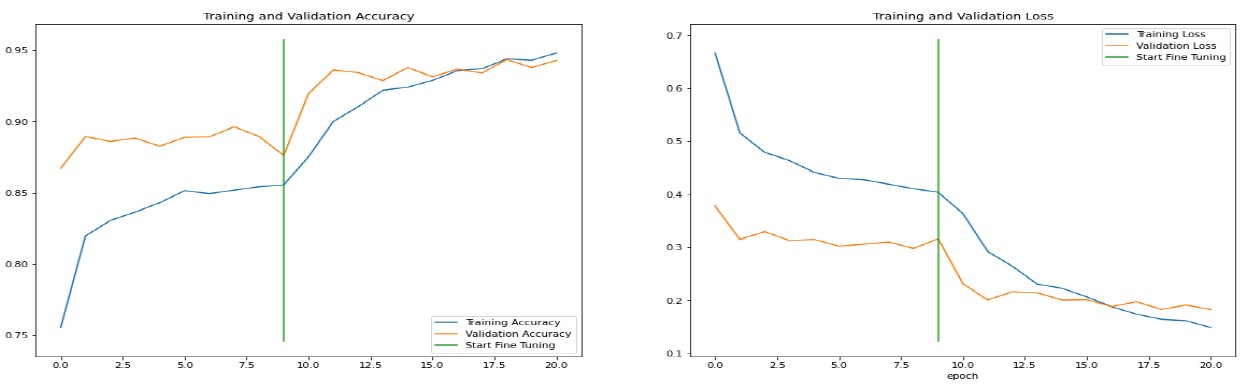 Training and Validation Accuracy
0.95
0.90
0.85
0.80
0.75
Training Accuracy
Validation Accuracy
Start Fine Tuning
0.0 2.5 5.0 7.5 10.0 12.5 15.0 17.5 20.0
Training and Validation Loss
Training Loss
Validation Loss
Start Fine Tuning
0.7
0.6
0.5
0.4
0.3
0.2
0.1
0.0 2.5 5.0 7.5 10.0 12.5 15.0 17.5 20.0
epoch